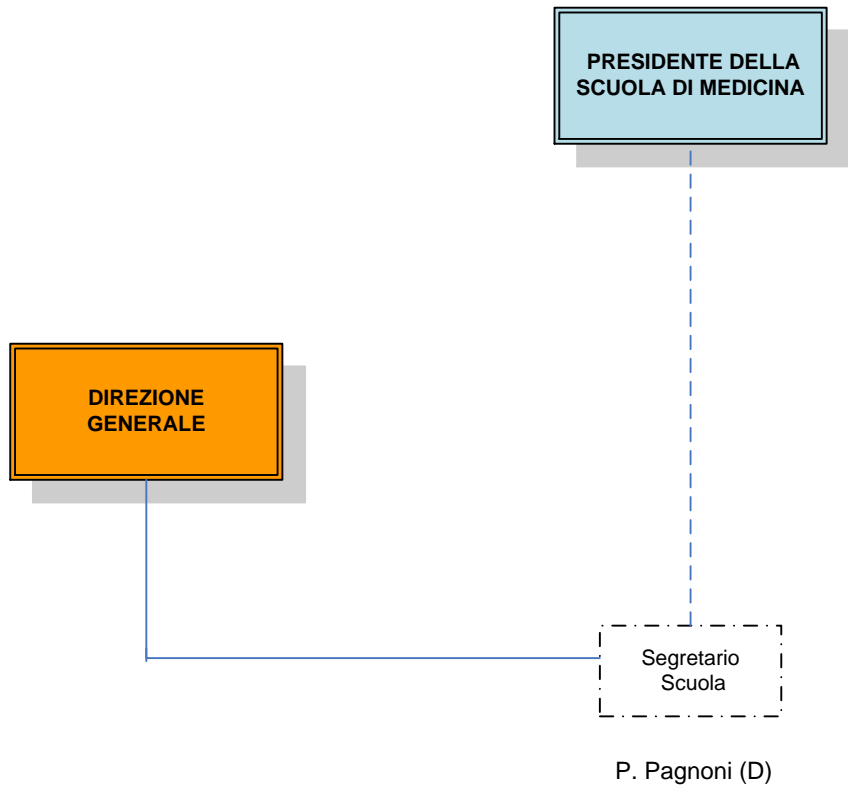 PRESIDENTE DELLA
SCUOLA DI MEDICINA
DIREZIONE
GENERALE
Segretario
Scuola
P. Pagnoni (D)